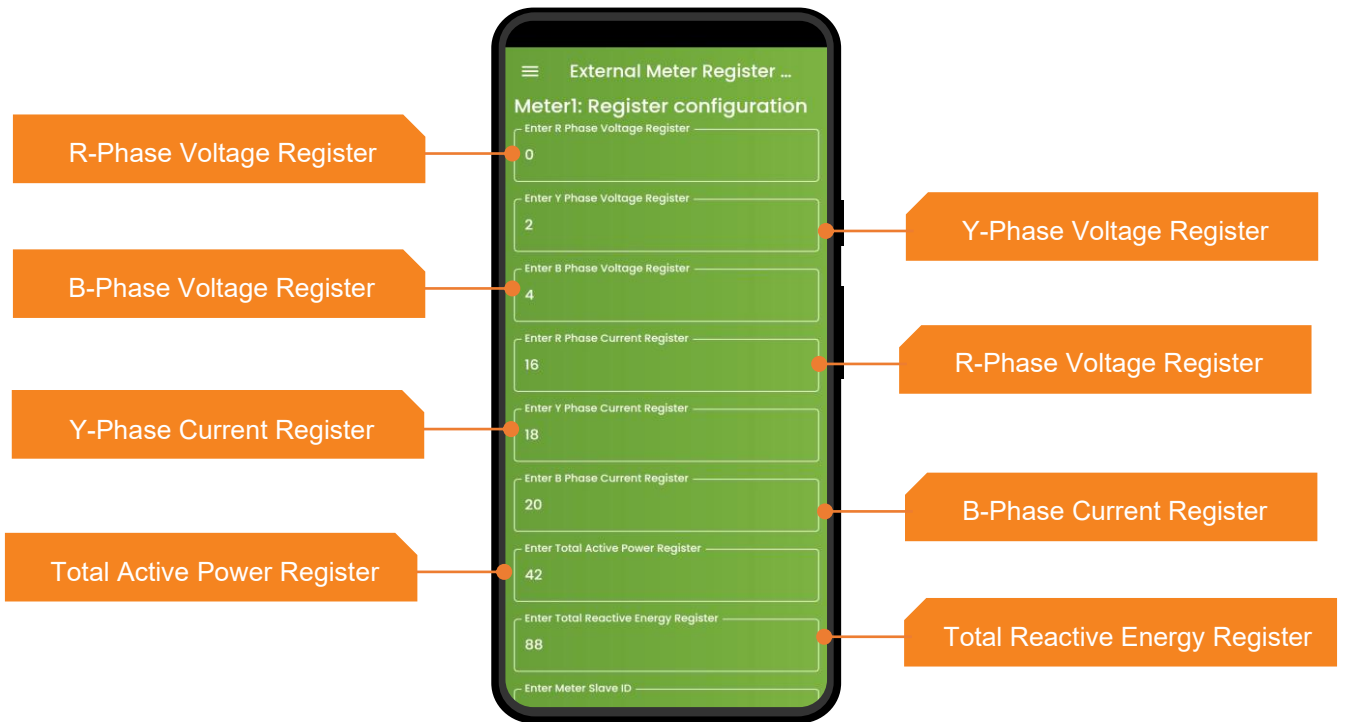 External Meter Register ...
Meter1: Register configuration
Enter R Phase Voltage Register
R-Phase Voltage Register
0
Enter Y Phase Voltage Register
2
Y-Phase Voltage Register
Enter B Phase Voltage Register
B-Phase Voltage Register
4
Enter R Phase Current Register
16
R-Phase Voltage Register
Enter Y Phase Current Register
Y-Phase Current Register
18
Enter B Phase Current Register
20
B-Phase Current Register
Enter Total Active Power Register
Total Active Power Register
42
Enter Total Reactive Energy Register
88
Total Reactive Energy Register
Enter Meter Slave ID